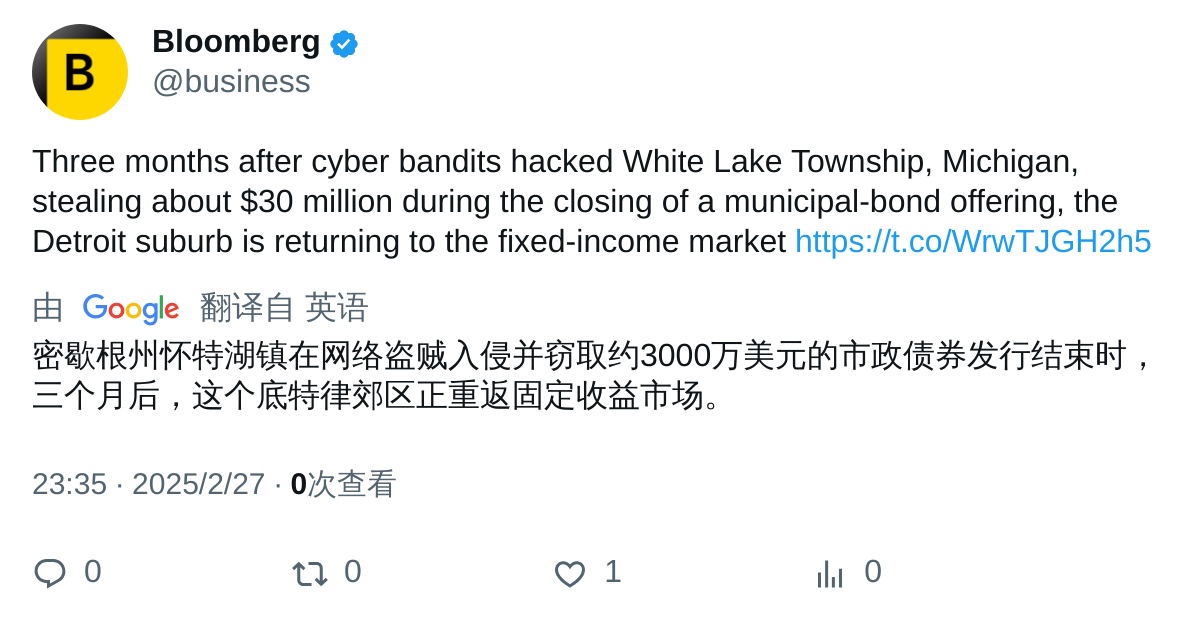 Bloomberg
@business
Three months after cyber bandits hacked White Lake Township, Michigan,
stealing about $30 million during the closing of a municipal-bond offering, the
Detroit suburb is returning to the fixed-income market https://t.co/WrwTJGH2h5
由 Google 翻译自 英语
密歇根州怀特湖镇在网络盗贼入侵并窃取约3000万美元的市政债券发行结束时，
三个月后，这个底特律郊区正重返固定收益市场。
23:35 · 2025/2/27 · 0次查看
0 0 1 0